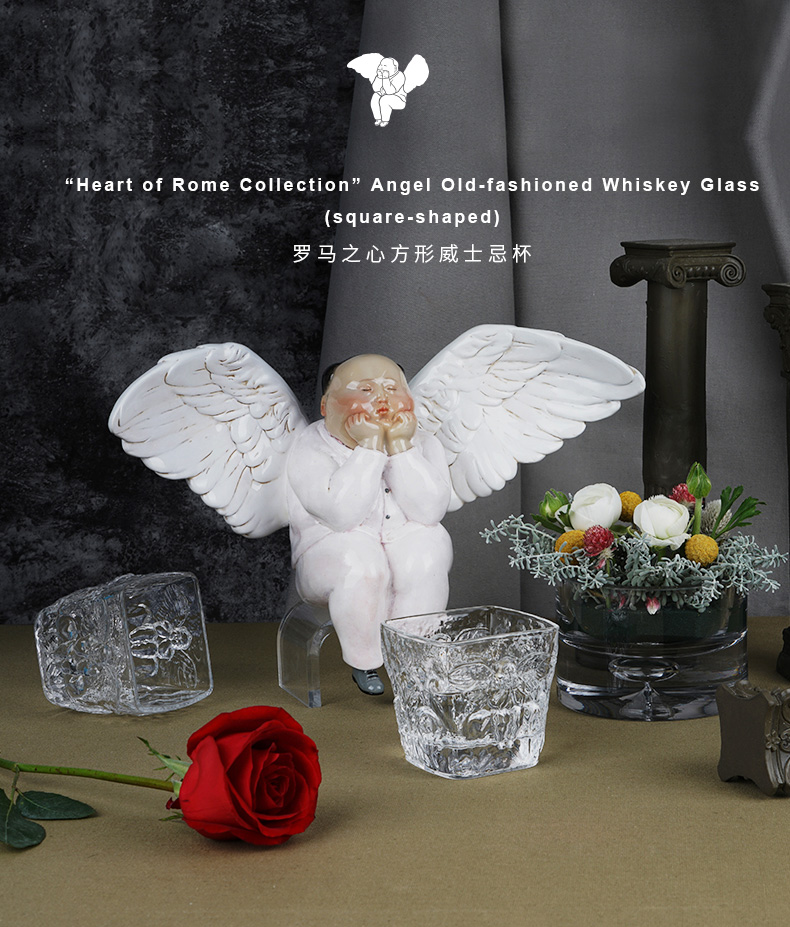 “Heart of Rome Collection” Angel Old-fashioned Whiskey Glass
(square-shaped)
罗马之心方形威士忌杯